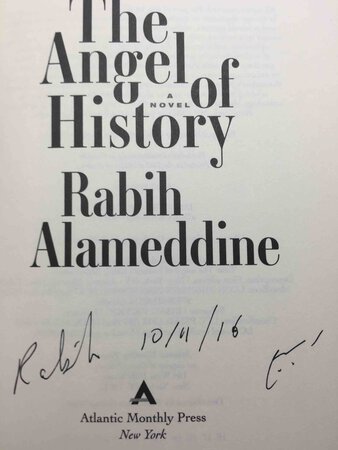 The
Angel
of
A
NOVEL
History
Rabih
Alameddine
Rabih 10/11/16
Atlantic Monthly Press
New York